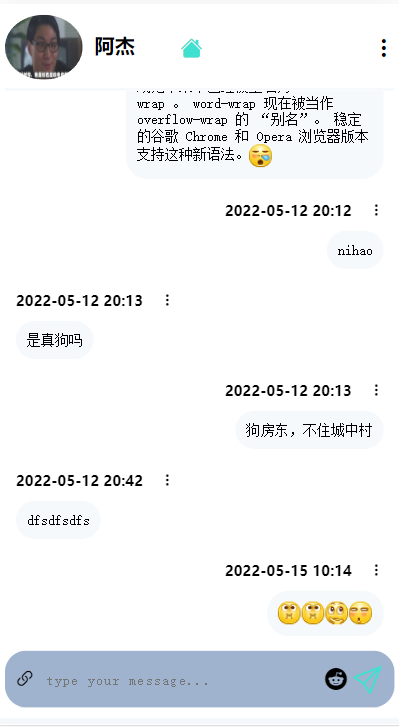 阿杰
wrap 。 word-wrap 现在被当作
overflow-wrap 的 “别名”。 稳定
的谷歌 Chrome 和 Opera 浏览器版本
支持这种新语法。
2022-05-12 20:12
nihao
2022-05-12 20:13
是真狗吗
2022-05-12 20:13
狗房东，不住城中村
2022-05-12 20:42
dfsdfsdfs
2022-05-15 10:14
type your message...